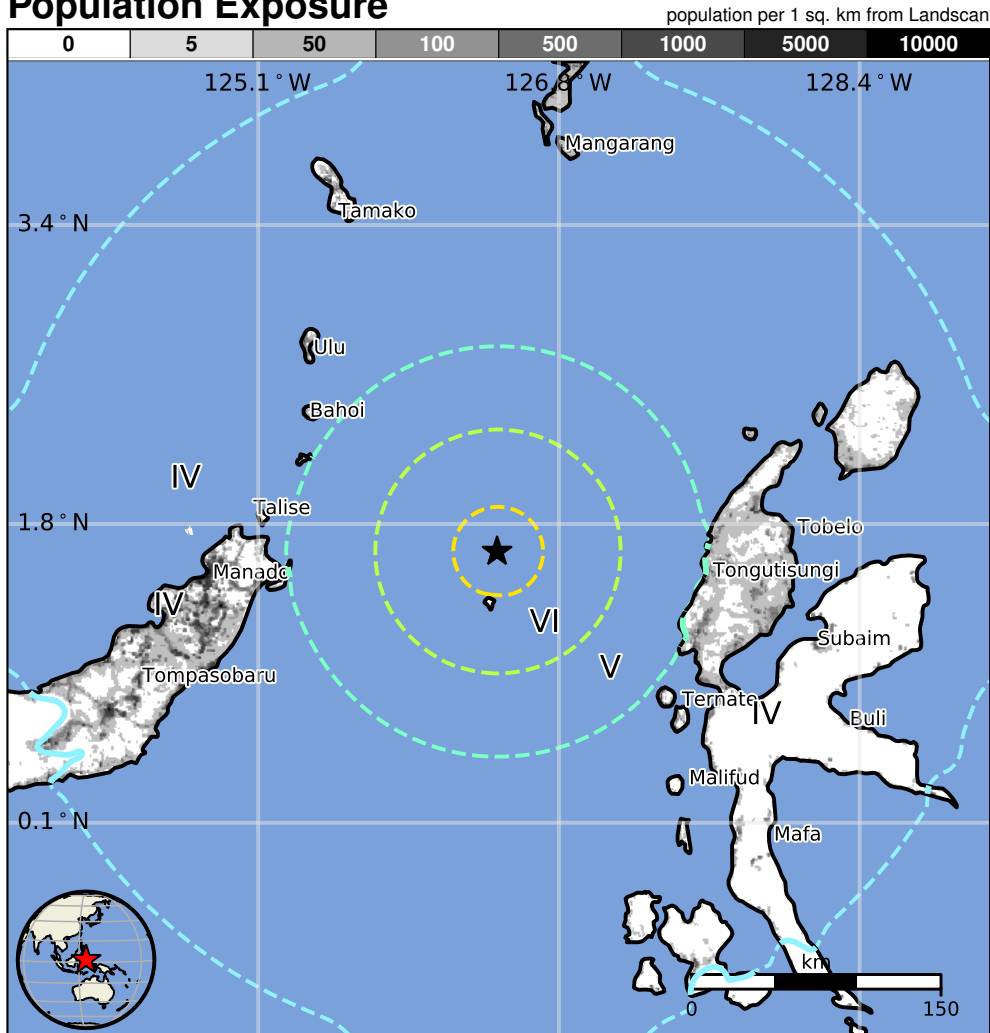 Population Exposure
population per 1 sq. km from Landscan
0 5 50 100 500 1000 5000 10000
125.1°W 126.8°W 128.4°W
Mangarang
Tamako
3.4°N
Ulu
Bahoi
IV
Talise
1.8°N
Tobelo
Manado
Tongutisungi
IV
VI
Subaim
V
Tompasobaru
Ternate
IV
Buli
Malifud
0.1°N
Mafa
km
0 150